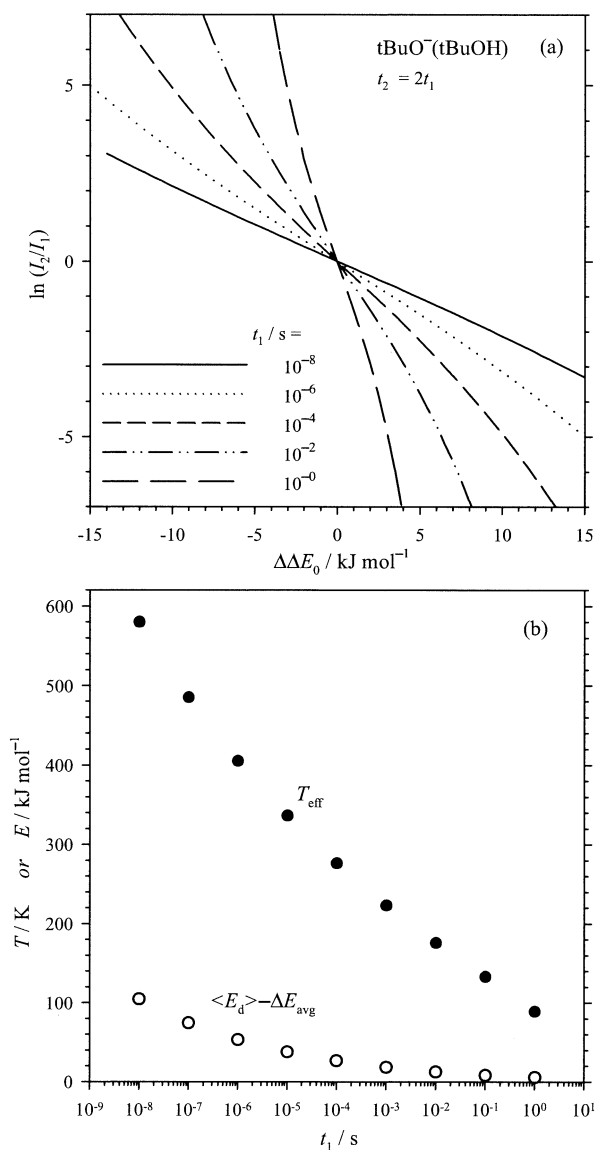 tBuO⁻(tBuOH) (a)
t₂ = 2t₁
5
0
-5
ln (I₂/I₁)
t₁ / s =
10⁻⁸
10⁻⁶
10⁻⁴
10⁻²
10⁻⁰
-15 -10 -5 0 5 10 15
ΔΔE₀ / kJ mol⁻¹
(b)
600
500
400
300
200
100
0
T / K or E / kJ mol⁻¹
T_eff
<E_d>−ΔE_avg
10⁻⁹ 10⁻⁸ 10⁻⁷ 10⁻⁶ 10⁻⁵ 10⁻⁴ 10⁻³ 10⁻² 10⁻¹ 10⁰ 10¹
t₁ / s